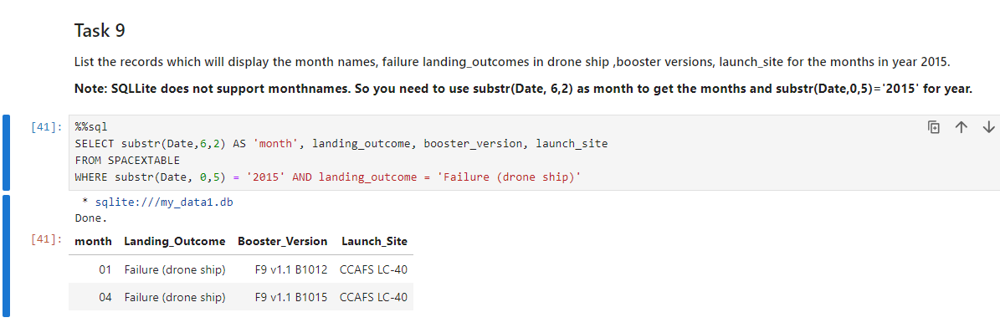 Task 9
List the records which will display the month names, failure landing_outcomes in drone ship ,booster versions, launch_site for the months in year 2015.
Note: SQLLite does not support monthnames. So you need to use substr(Date, 6,2) as month to get the months and substr(Date,0,5)='2015' for year.
[41]: %%sql
SELECT substr(Date,6,2) AS 'month', landing_outcome, booster_version, launch_site
FROM SPACEXTABLE
WHERE substr(Date, 0,5) = '2015' AND landing_outcome = 'Failure (drone ship)'
* sqlite:///my_data1.db
Done.
[41]: month Landing_Outcome Booster_Version Launch_Site
01 Failure (drone ship) F9 v1.1 B1012 CCAFS LC-40
04 Failure (drone ship) F9 v1.1 B1015 CCAFS LC-40